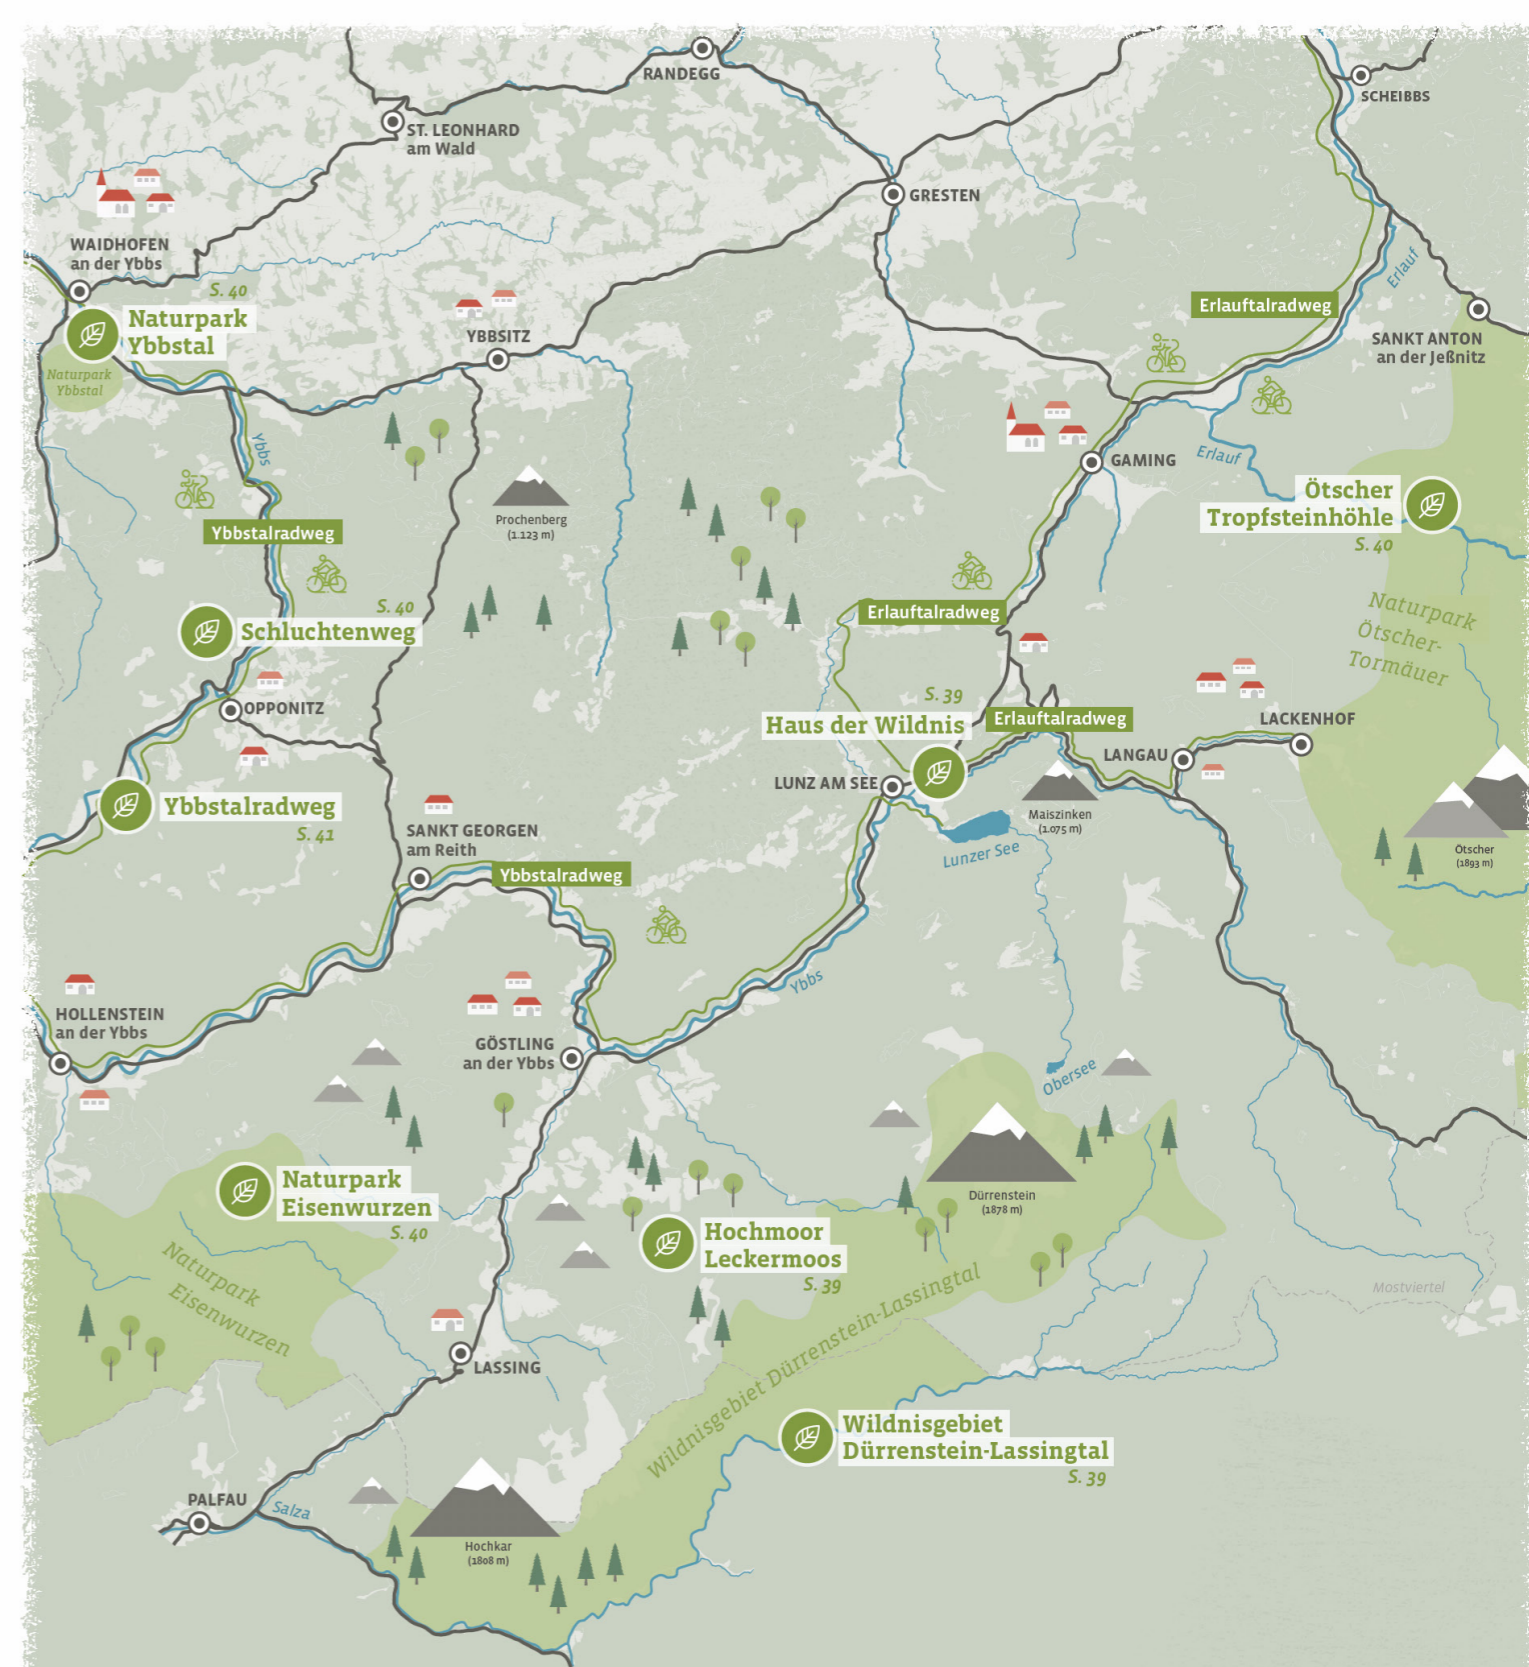 RANDEGG
SCHEIBBS
ST. LEONHARD
am Wald
GRESTEN
WAIDHOFEN
an der Ybbs
S. 40
Naturpark
Ybbstal
Naturpark
Ybbstal
YBBSITZ
Erlauf
Erlauftalradweg
SANKT ANTON
an der Jeßnitz
Ybbs
GAMING
Erlauf
Ötscher
Tropfsteinhöhle
S. 40
Prochenberg
(1.123 m)
Ybbstalradweg
S. 40
Schluchtenweg
Erlauftalradweg
Naturpark
Ötscher-
Tormäuer
S. 39
Haus der Wildnis
Erlauftalradweg
OPPONITZ
LACKENHOF
LANGAU
LUNZ AM SEE
Ybbstalradweg
S. 41
Maiszinken
(1.075 m)
Lunzer See
Ötscher
(1893 m)
SANKT GEORGEN
am Reith
Ybbstalradweg
Ybbs
HOLLENSTEIN
an der Ybbs
GÖSTLING
an der Ybbs
Obersee
Naturpark
Eisenwurzen
S. 40
Dürrenstein
(1878 m)
Hochmoor
Leckermoos
S. 39
Naturpark
Eisenwurzen
Mostviertel
Wildnisgebiet Dürrenstein-Lassingtal
LASSING
Wildnisgebiet
Dürrenstein-Lassingtal
S. 39
PALFAU
Salza
Hochkar
(1808 m)